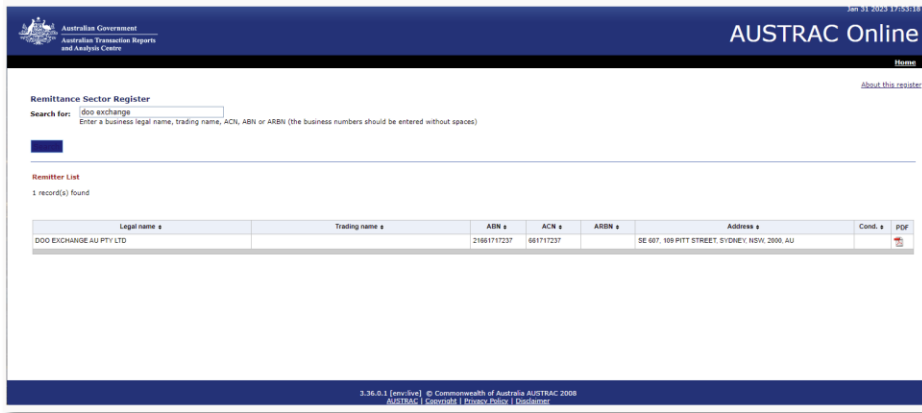 Jan 31 2023 17:53:18
Australian Government
Australian Transaction Reports
and Analysis Centre
AUSTRAC Online
Home
About this register
Remittance Sector Register
Search for: doo exchange
Enter a business legal name, trading name, ACN, ABN or ARBN (the business numbers should be entered without spaces)
Remitter List
1 record(s) found
Legal name Trading name ABN ACN ARBN Address Cond. PDF
DOO EXCHANGE AU PTY LTD 21661717237 661717237 SE 607, 109 PITT STREET, SYDNEY, NSW, 2000, AU
3.36.0.1 [env:live] © Commonwealth of Australia AUSTRAC 2008
AUSTRAC | Copyright | Privacy Policy | Disclaimer